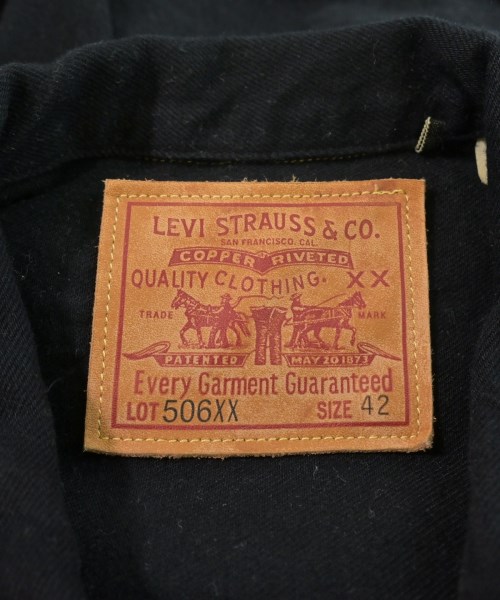 LEVI STRAUSS & CO.
SAN FRANCISCO, CAL.
COPPER RIVETED
QUALITY CLOTHING. XX
TRADE MARK
PATENTED MAY 20 1873
Every Garment Guaranteed
LOT 506XX SIZE 42